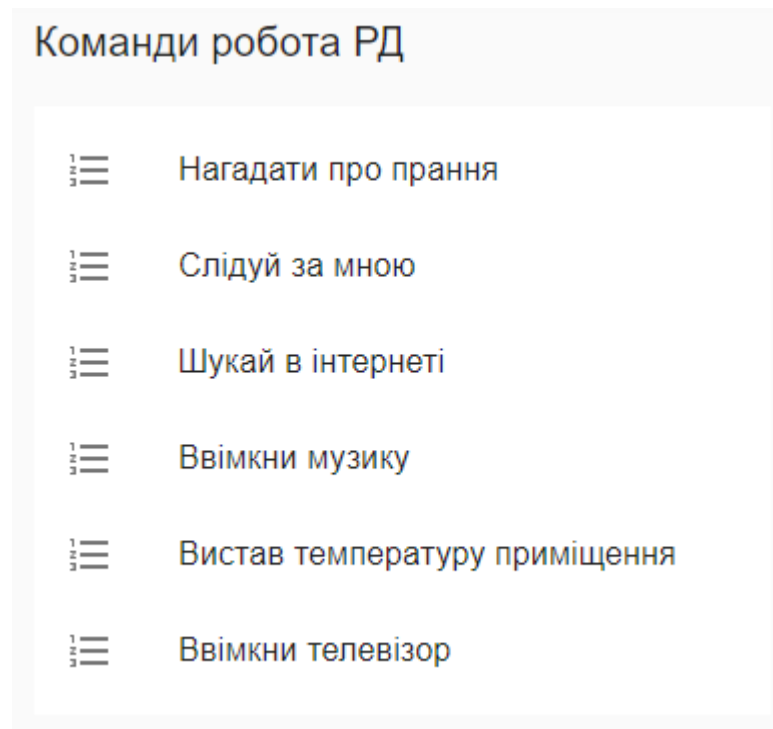 Команди робота РД
Нагадати про прання
Слідуй за мною
Шукай в інтернеті
Ввімкни музику
Вистав температуру приміщення
Ввімкни телевізор